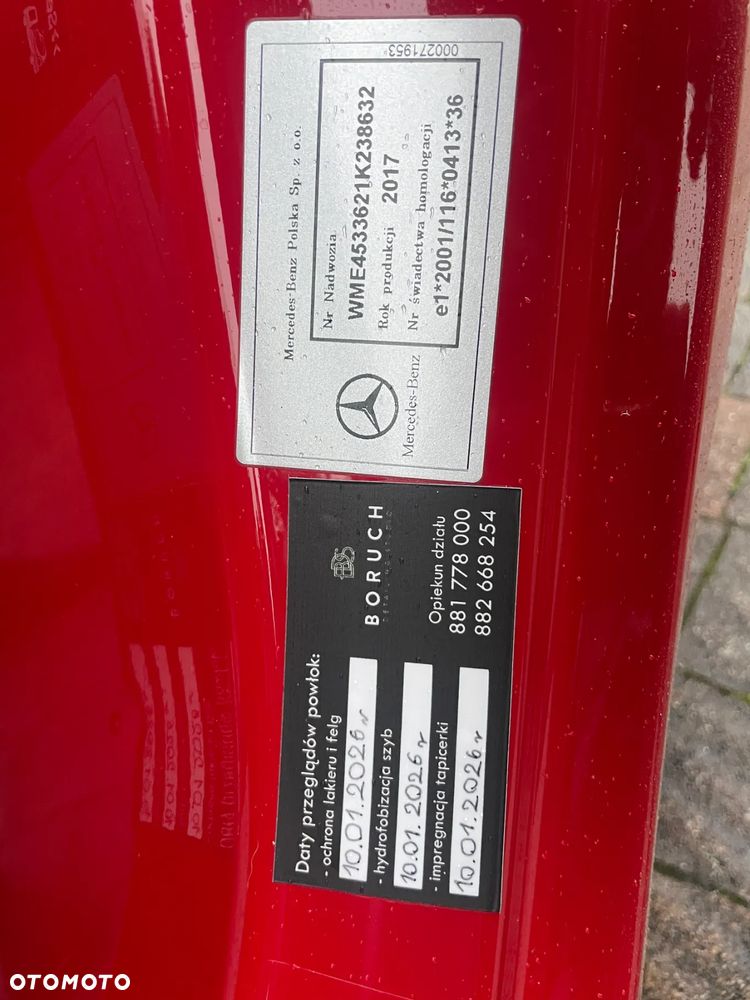 000271953
Mercedes-Benz Polska Sp. z o.o.
Nr Nadwozia
WME4533621K238632
Rok produkcji 2017
Nr świadectwa homologacji
e1*2001/116*0413*36
Mercedes-Benz
Daty przeglądów powłok:
- ochrona lakieru i felg
10.01.2026r
- hydrofobizacja szyb
10.01.2026r
- impregnacja tapicerki
10.01.2026r
BORUCH
Opiekun działu
881 778 000
882 668 254
OTOMOTO